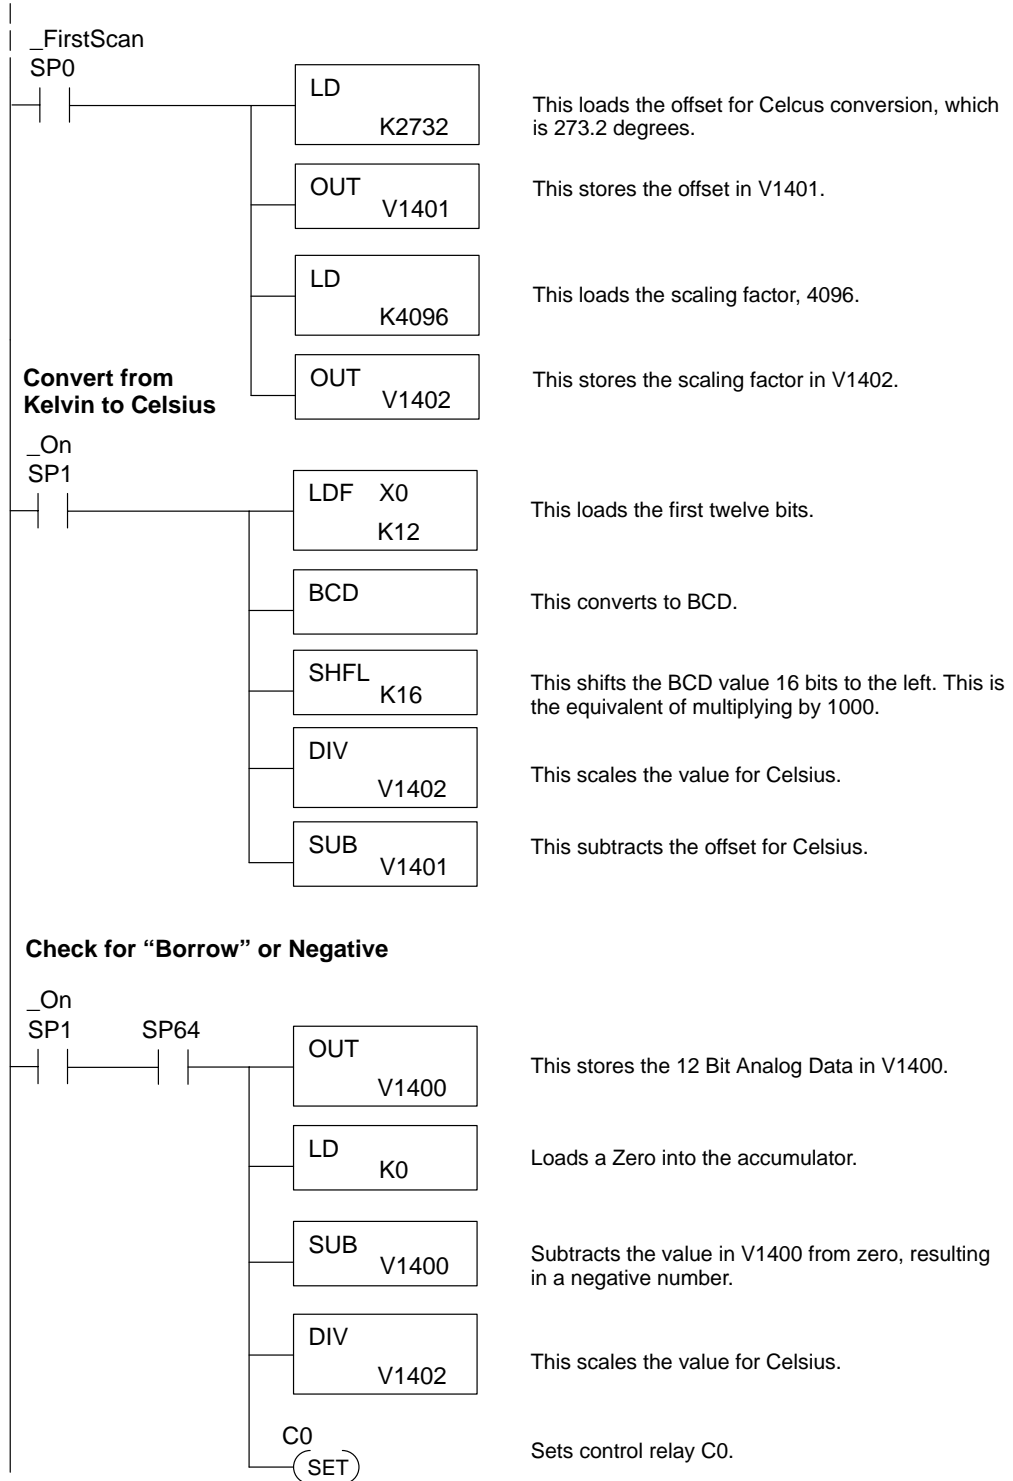 _FirstScan
SP0
LD
K2732
This loads the offset for Celcus conversion, which
is 273.2 degrees.
OUT
V1401
This stores the offset in V1401.
LD
K4096
This loads the scaling factor, 4096.
Convert from
Kelvin to Celsius
OUT
V1402
This stores the scaling factor in V1402.
_On
SP1
LDF X0
K12
This loads the first twelve bits.
BCD
This converts to BCD.
SHFL
K16
This shifts the BCD value 16 bits to the left. This is
the equivalent of multiplying by 1000.
DIV
V1402
This scales the value for Celsius.
SUB
V1401
This subtracts the offset for Celsius.
Check for “Borrow” or Negative
_On
SP1 SP64
OUT
V1400
This stores the 12 Bit Analog Data in V1400.
LD
K0
Loads a Zero into the accumulator.
SUB
V1400
Subtracts the value in V1400 from zero, resulting
in a negative number.
DIV
V1402
This scales the value for Celsius.
C0
SET
Sets control relay C0.